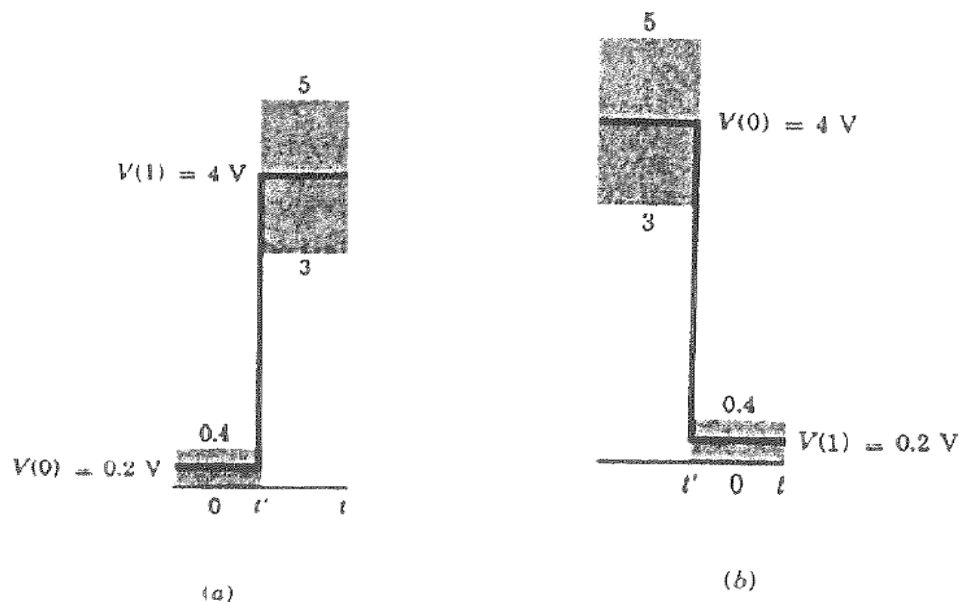 5
V(1) = 4 V
3
0.4
V(0) = 0.2 V
0 t′ t
(a)
5
V(0) = 4 V
3
0.4
V(1) = 0.2 V
t′ 0 t
(b)